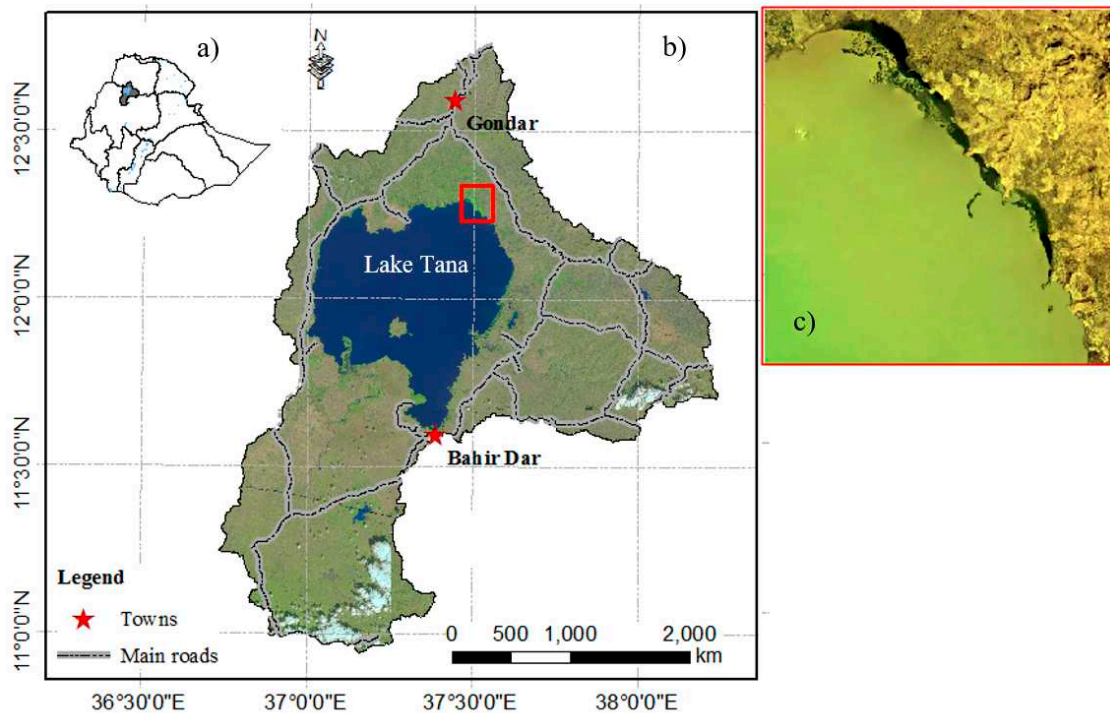 a)
N
b)
c)
Gondar
Lake Tana
Bahir Dar
12°30'0"N
12°0'0"N
11°30'0"N
11°0'0"N
Legend
Towns
Main roads
0 500 1,000 2,000
km
36°30'0"E 37°0'0"E 37°30'0"E 38°0'0"E